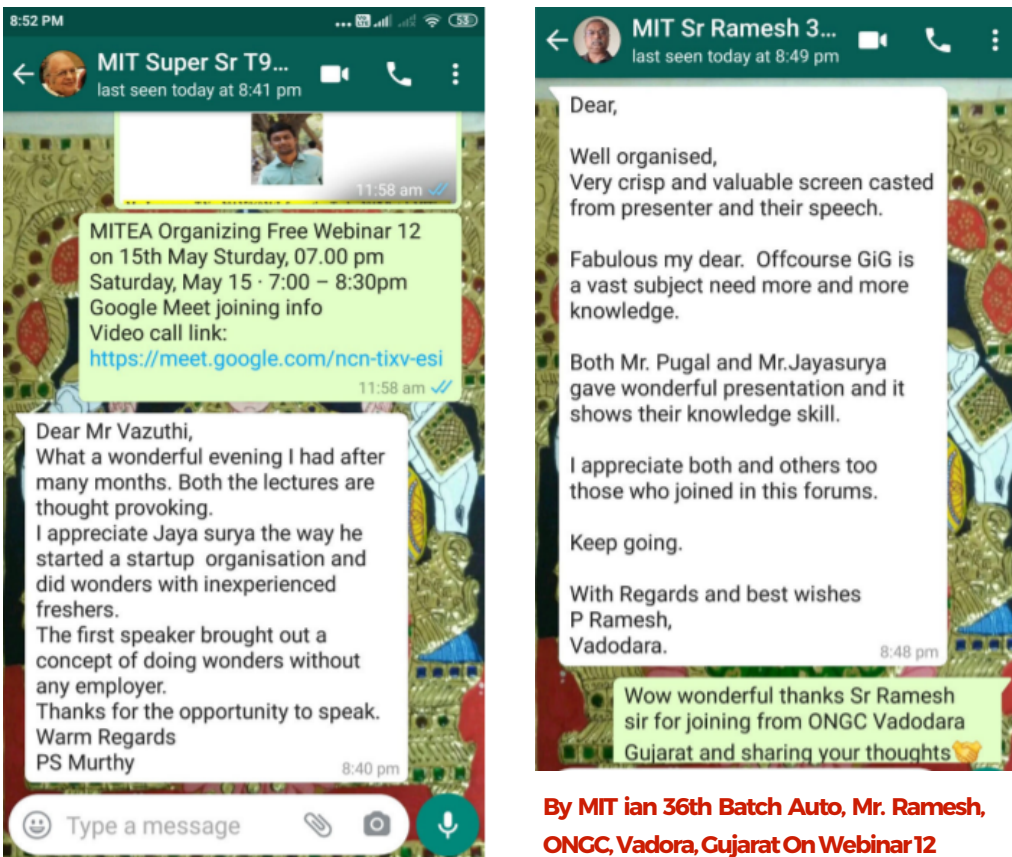 8:52 PM
53
MIT Super Sr T9...
last seen today at 8:41 pm
11:58 am
MITEA Organizing Free Webinar 12
on 15th May Sturday, 07.00 pm
Saturday, May 15 · 7:00 – 8:30pm
Google Meet joining info
Video call link:
https://meet.google.com/ncn-tixv-esi
11:58 am
Dear Mr Vazuthi,
What a wonderful evening I had after
many months. Both the lectures are
thought provoking.
I appreciate Jaya surya the way he
started a startup organisation and
did wonders with inexperienced
freshers.
The first speaker brought out a
concept of doing wonders without
any employer.
Thanks for the opportunity to speak.
Warm Regards
PS Murthy
8:40 pm
Type a message
MIT Sr Ramesh 3...
last seen today at 8:49 pm
Dear,
Well organised,
Very crisp and valuable screen casted
from presenter and their speech.
Fabulous my dear. Offcourse GiG is
a vast subject need more and more
knowledge.
Both Mr. Pugal and Mr.Jayasurya
gave wonderful presentation and it
shows their knowledge skill.
I appreciate both and others too
those who joined in this forums.
Keep going.
With Regards and best wishes
P Ramesh,
Vadodara.
8:48 pm
Wow wonderful thanks Sr Ramesh
sir for joining from ONGC Vadodara
Gujarat and sharing your thoughts
By MIT ian 36th Batch Auto, Mr. Ramesh,
ONGC, Vadora, Gujarat On Webinar 12